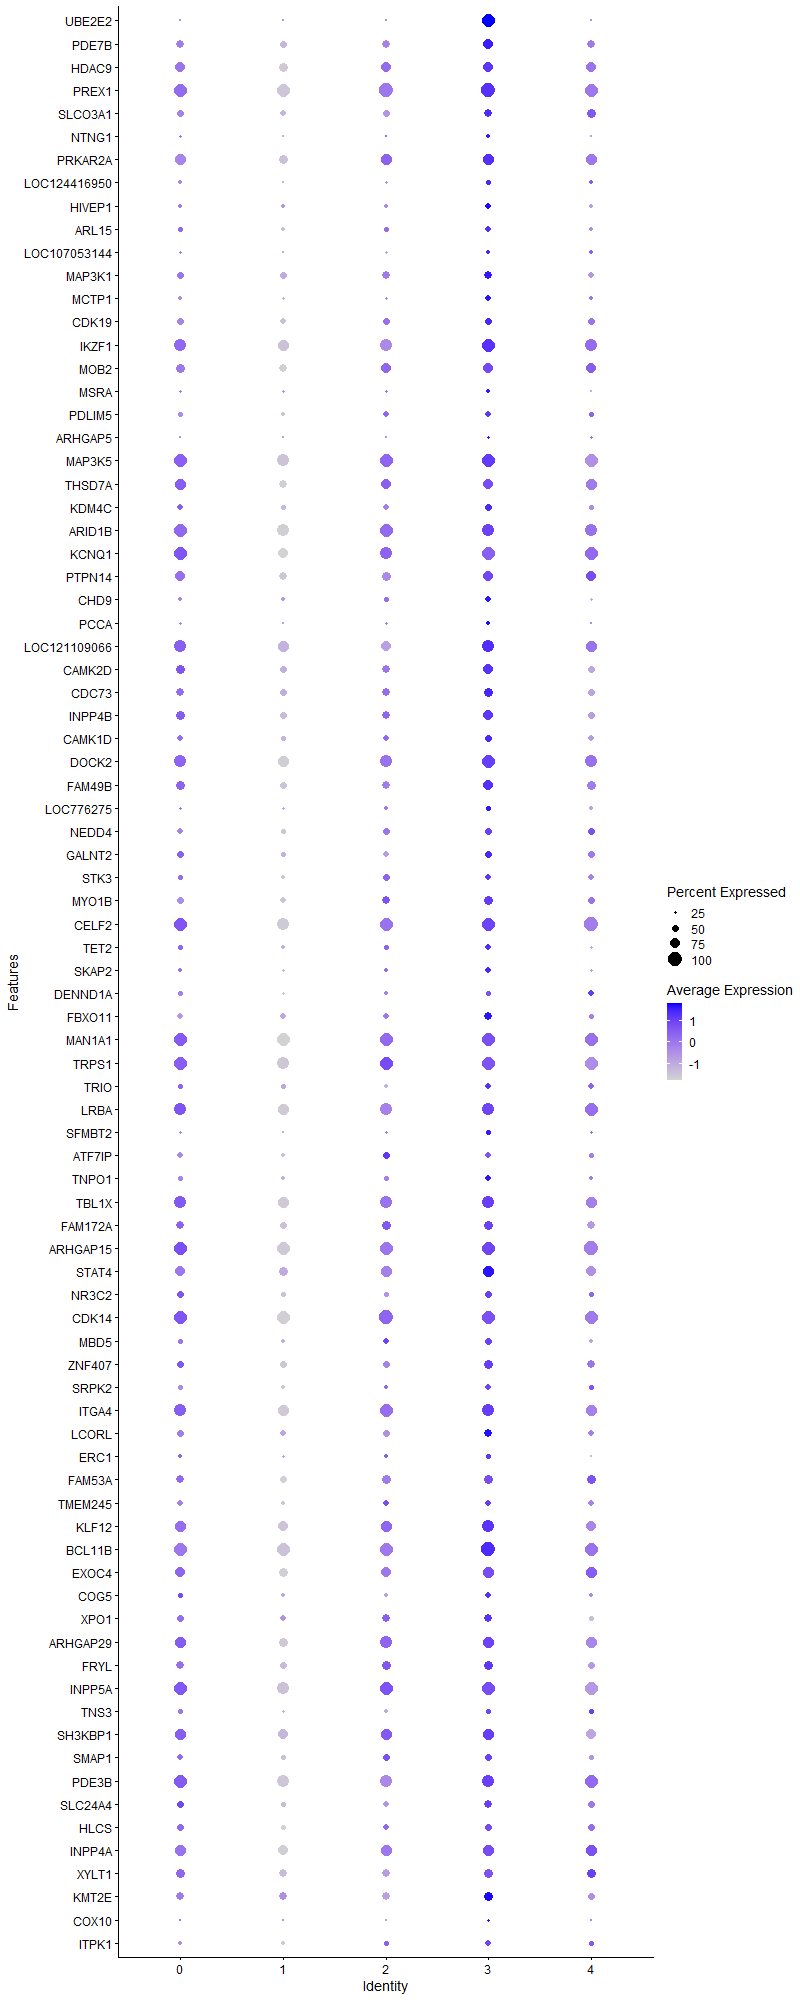 UBE2E2
PDE7B
HDAC9
PREX1
SLCO3A1
NTNG1
PRKAR2A
LOC124416950
HIVEP1
ARL15
LOC107053144
MAP3K1
MCTP1
CDK19
IKZF1
MOB2
MSRA
PDLIM5
ARHGAP5
MAP3K5
THSD7A
KDM4C
ARID1B
KCNQ1
PTPN14
CHD9
PCCA
LOC121109066
CAMK2D
CDC73
INPP4B
CAMK1D
DOCK2
FAM49B
LOC776275
NEDD4
GALNT2
STK3
MYO1B
CELF2
TET2
SKAP2
DENND1A
FBXO11
MAN1A1
TRPS1
TRIO
LRBA
SFMBT2
ATF7IP
TNPO1
TBL1X
FAM172A
ARHGAP15
STAT4
NR3C2
CDK14
MBD5
ZNF407
SRPK2
ITGA4
LCORL
ERC1
FAM53A
TMEM245
KLF12
BCL11B
EXOC4
COG5
XPO1
ARHGAP29
FRYL
INPP5A
TNS3
SH3KBP1
SMAP1
PDE3B
SLC24A4
HLCS
INPP4A
XYLT1
KMT2E
COX10
ITPK1
Features
0 1 2 3 4
Identity
Percent Expressed
25
50
75
100
Average Expression
1
0
-1